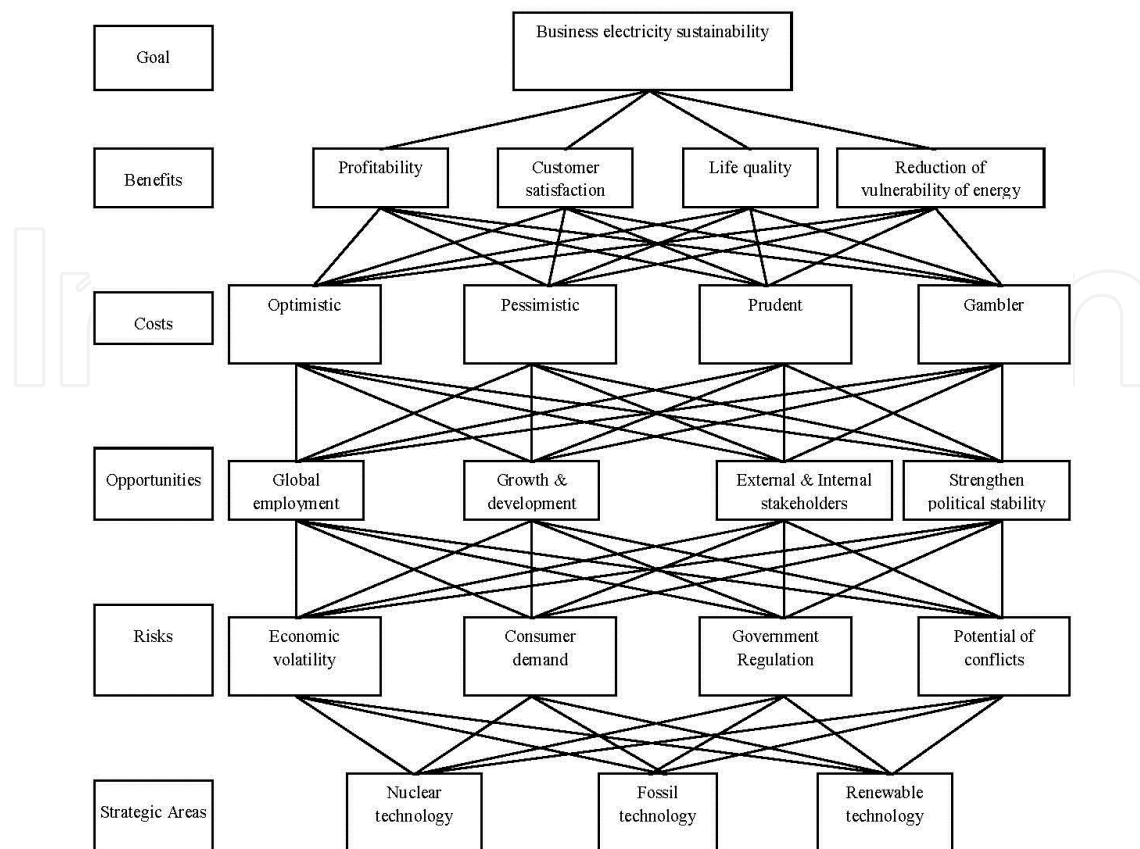 Goal
Business electricity sustainability
Benefits
Profitability
Customer
satisfaction
Life quality
Reduction of
vulnerability of energy
Costs
Optimistic
Pessimistic
Prudent
Gambler
Opportunities
Global
employment
Growth &
development
External & Internal
stakeholders
Strengthen
political stability
Risks
Economic
volatility
Consumer
demand
Government
Regulation
Potential of
conflicts
Strategic Areas
Nuclear
technology
Fossil
technology
Renewable
technology